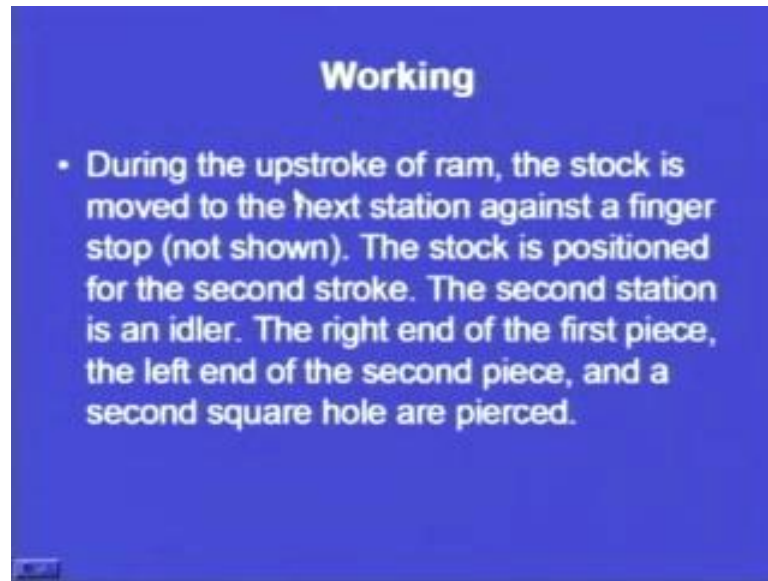 Working
• During the upstroke of ram, the stock is
moved to the next station against a finger
stop (not shown). The stock is positioned
for the second stroke. The second station
is an idler. The right end of the first piece,
the left end of the second piece, and a
second square hole are pierced.